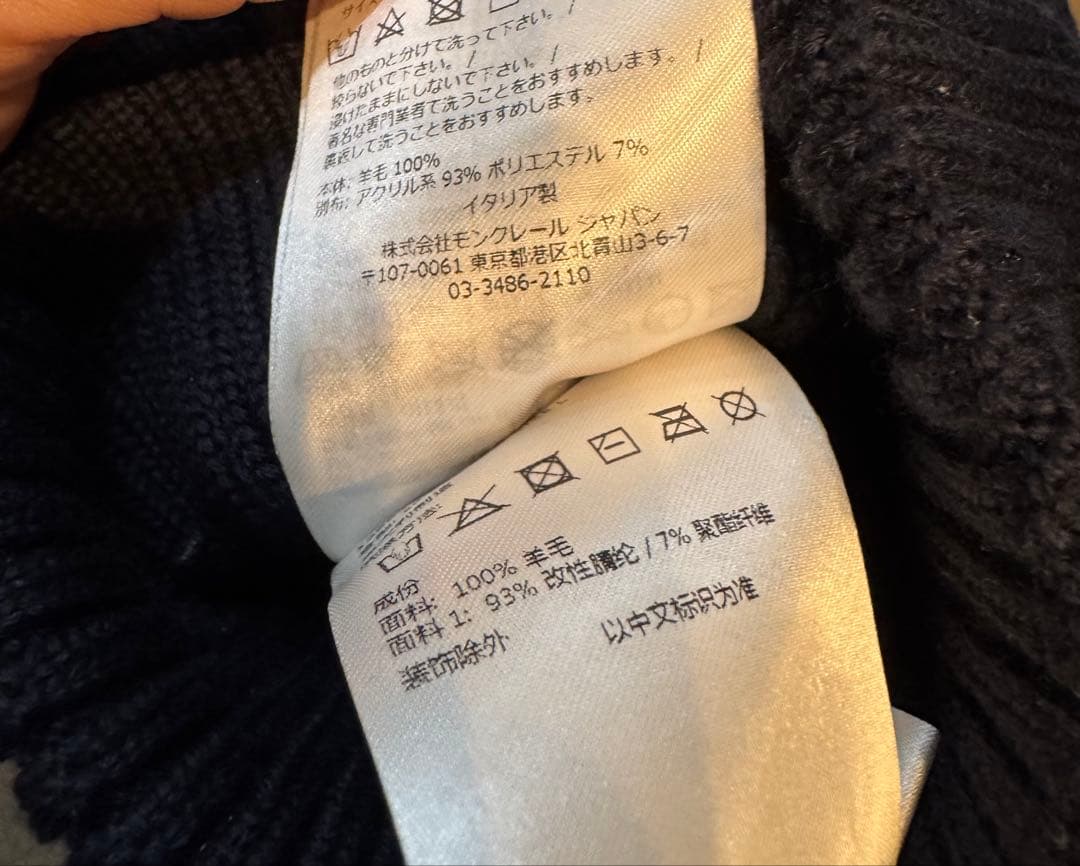 サイズ
他のものと分けて洗って下さい。 /
絞らないで下さい。 / /
浸けたままにしないで下さい。 /
著名な専門業者で洗うことをおすすめします。 /
裏返して洗うことをおすすめします。
本体: 羊毛 100%
別布: アクリル系 93% ポリエステル 7%
イタリア製
株式会社モンクレール ジャパン
〒107-0061 東京都港区北青山3-6-7
03-3486-2110
成份
面料: 100% 羊毛
面料 1: 93% 改性腈纶 / 7% 聚酯纤维
装饰除外
以中文标识为准